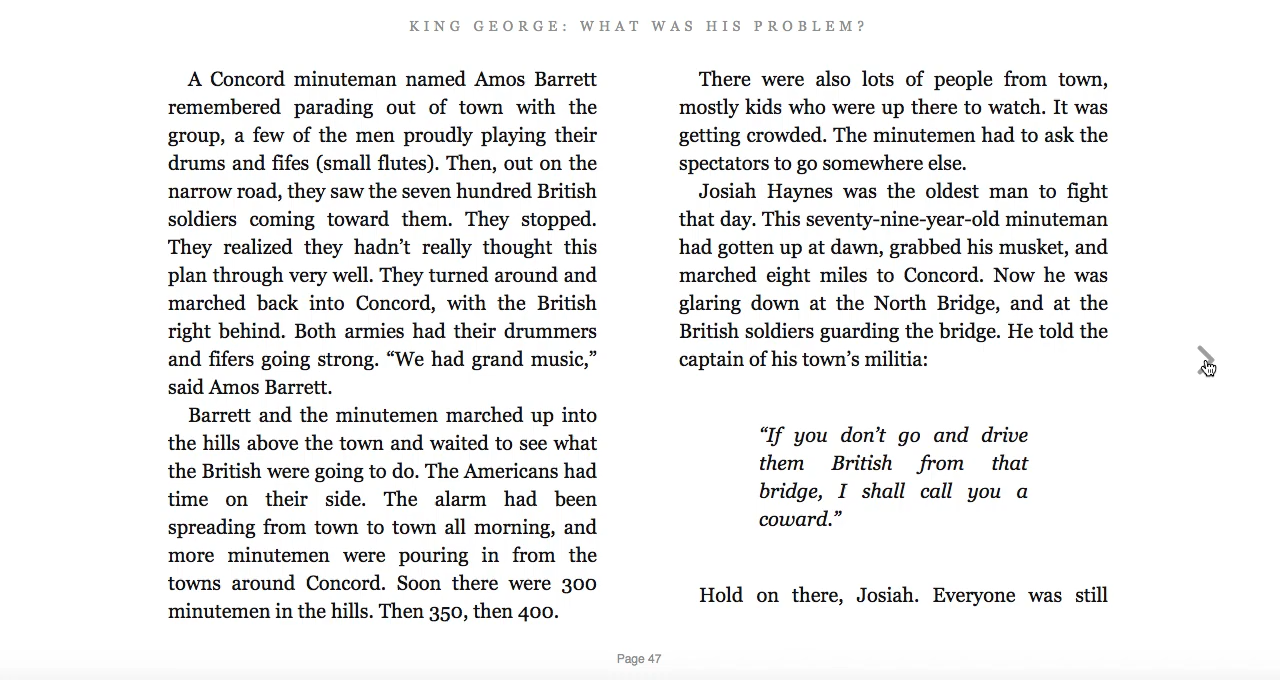 KING GEORGE: WHAT WAS HIS PROBLEM?
A Concord minuteman named Amos Barrett
remembered parading out of town with the
group, a few of the men proudly playing their
drums and fifes (small flutes). Then, out on the
narrow road, they saw the seven hundred British
soldiers coming toward them. They stopped.
They realized they hadn’t really thought this
plan through very well. They turned around and
marched back into Concord, with the British
right behind. Both armies had their drummers
and fifers going strong. “We had grand music,”
said Amos Barrett.
Barrett and the minutemen marched up into
the hills above the town and waited to see what
the British were going to do. The Americans had
time on their side. The alarm had been
spreading from town to town all morning, and
more minutemen were pouring in from the
towns around Concord. Soon there were 300
minutemen in the hills. Then 350, then 400.
There were also lots of people from town,
mostly kids who were up there to watch. It was
getting crowded. The minutemen had to ask the
spectators to go somewhere else.
Josiah Haynes was the oldest man to fight
that day. This seventy-nine-year-old minuteman
had gotten up at dawn, grabbed his musket, and
marched eight miles to Concord. Now he was
glaring down at the North Bridge, and at the
British soldiers guarding the bridge. He told the
captain of his town’s militia:
“If you don’t go and drive
them British from that
bridge, I shall call you a
coward.”
Hold on there, Josiah. Everyone was still
Page 47